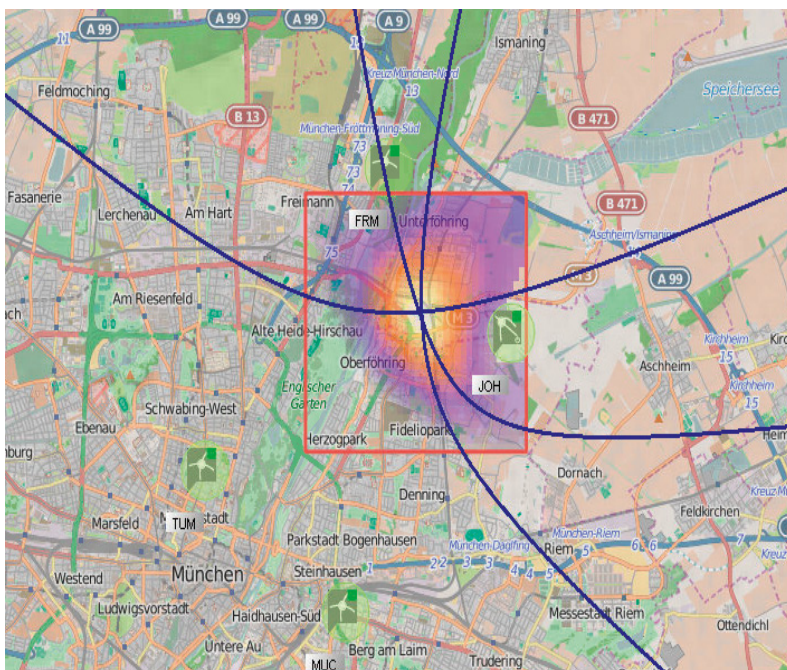 A 99
A 99
A 9
11
14
Ismaning
Kreuz München-Nord
13
Feldmoching
Speichersee
B 13
B 471
München-Fröttmaning-Süd
73
73
74
Fasanerie
Lerchenau
Am Hart
Freimann
B 471
FRM
Unterföhring
Aschheim/Ismaning
75
A 99
Am Riesenfeld
M 3
M 3
Alte Heide-Hirschau
Kirchheim
15
Oberföhring
Aschheim
Englischer
Garten
JOH
Kirchheim
15
Schwabing-West
Ebenau
Herzogpark
Fideliopark
Dornach
Denning
Feldkirchen
TUM
Marsfeld
Parkstadt Bogenhausen
München-Daglfing
München-Riem
Riem
Westend
München
Steinhausen
1
2
2
3
3
4
4
5
5
6
6
7
Ludwigsvorstadt
Haidhausen-Süd
Messestadt Riem
Ottendichl
Untere Au
Berg am Laim
MUC
Trudering